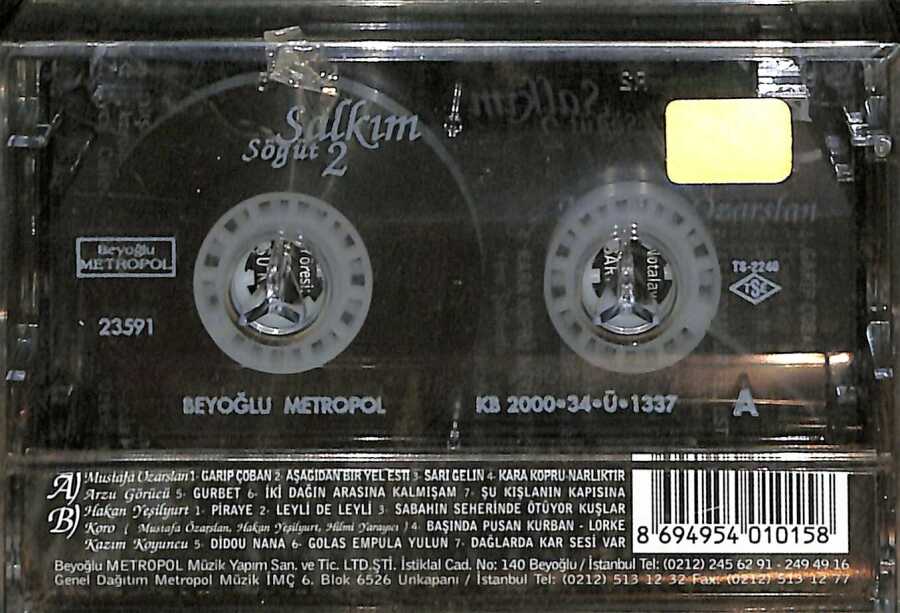 Salkım
Söğüt 2
Özarslan
Beyoğlu
METROPOL
TS-2240
TSE
23591
Yöresi
Notalay
BEYOĞLU METROPOL
KB 2000•34•Ü•1337
A
A) Mustafa Özarslan 1- GARİP ÇOBAN 2- AŞAGIDAN BİR YEL ESTİ 3- SARI GELİN 4- KARA KÖPRÜ NARLIKTIR
Arzu Görücü 5- GURBET 6- İKİ DAĞIN ARASINA KALMIŞAM 7- ŞU KIŞLANIN KAPISINA
B) Hakan Yeşilyurt 1- PİRAYE 2- LEYLİ DE LEYLİ 3- SABAHIN SEHERİNDE ÖTÜYOR KUŞLAR
Koro ( Mustafa Özarslan, Hakan Yeşilyurt, Hilmi Yarayıcı ) 4- BAŞINDA PUSAN KURBAN - LORKE
Kazım Koyuncu 5- DİDOU NANA 6- GOLAS EMPULA YULUN 7- DAĞLARDA KAR SESİ VAR
8 694954 010158
Beyoğlu METROPOL Müzik Yapım San. ve Tic. LTD.ŞTİ. İstiklal Cad. No: 140 Beyoğlu / İstanbul Tel: (0212) 245 62 91 - 249 49 16
Genel Dağıtım Metropol Müzik İMÇ 6. Blok 6526 Unkapanı / İstanbul Tel: (0212) 513 12 32 Fax: (0212) 513 12 77